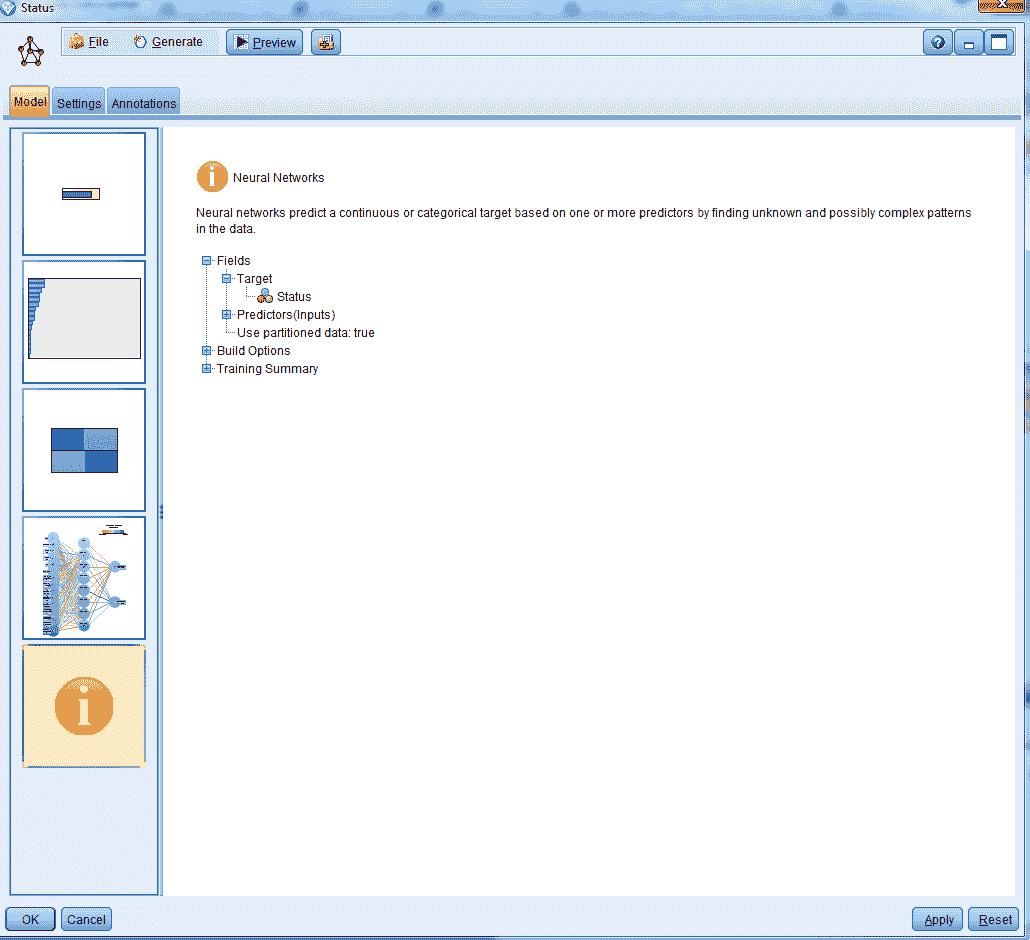 Status
File Generate Preview
Model Settings Annotations
Neural Networks
Neural networks predict a continuous or categorical target based on one or more predictors by finding unknown and possibly complex patterns
in the data.
Fields
Target
Status
Predictors(Inputs)
Use partitioned data: true
Build Options
Training Summary
OK Cancel Apply Reset